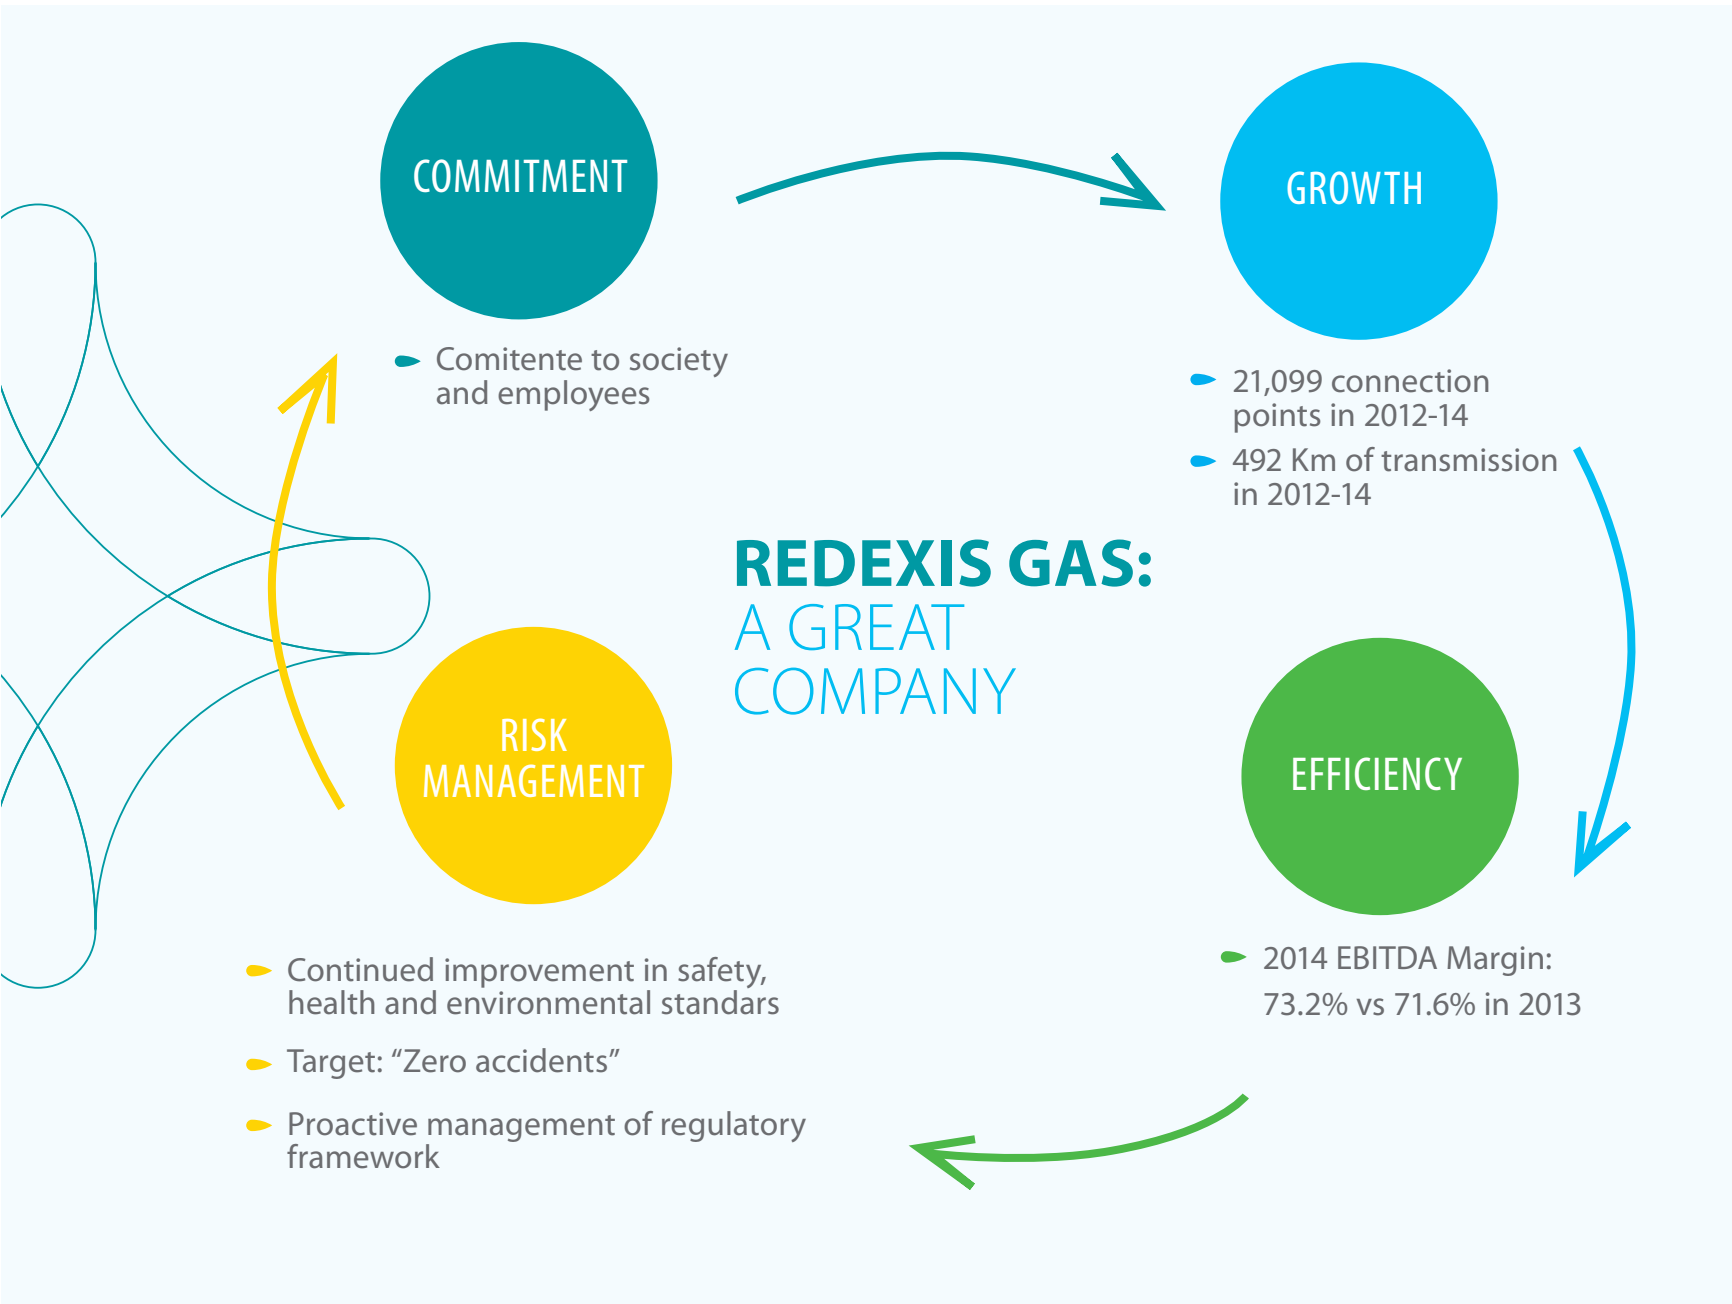 COMMITMENT
Comitente to society
and employees
GROWTH
21,099 connection
points in 2012-14
492 Km of transmission
in 2012-14
REDEXIS GAS:
A GREAT
COMPANY
RISK
MANAGEMENT
Continued improvement in safety,
health and environmental standars
Target: “Zero accidents”
Proactive management of regulatory
framework
EFFICIENCY
2014 EBITDA Margin:
73.2% vs 71.6% in 2013